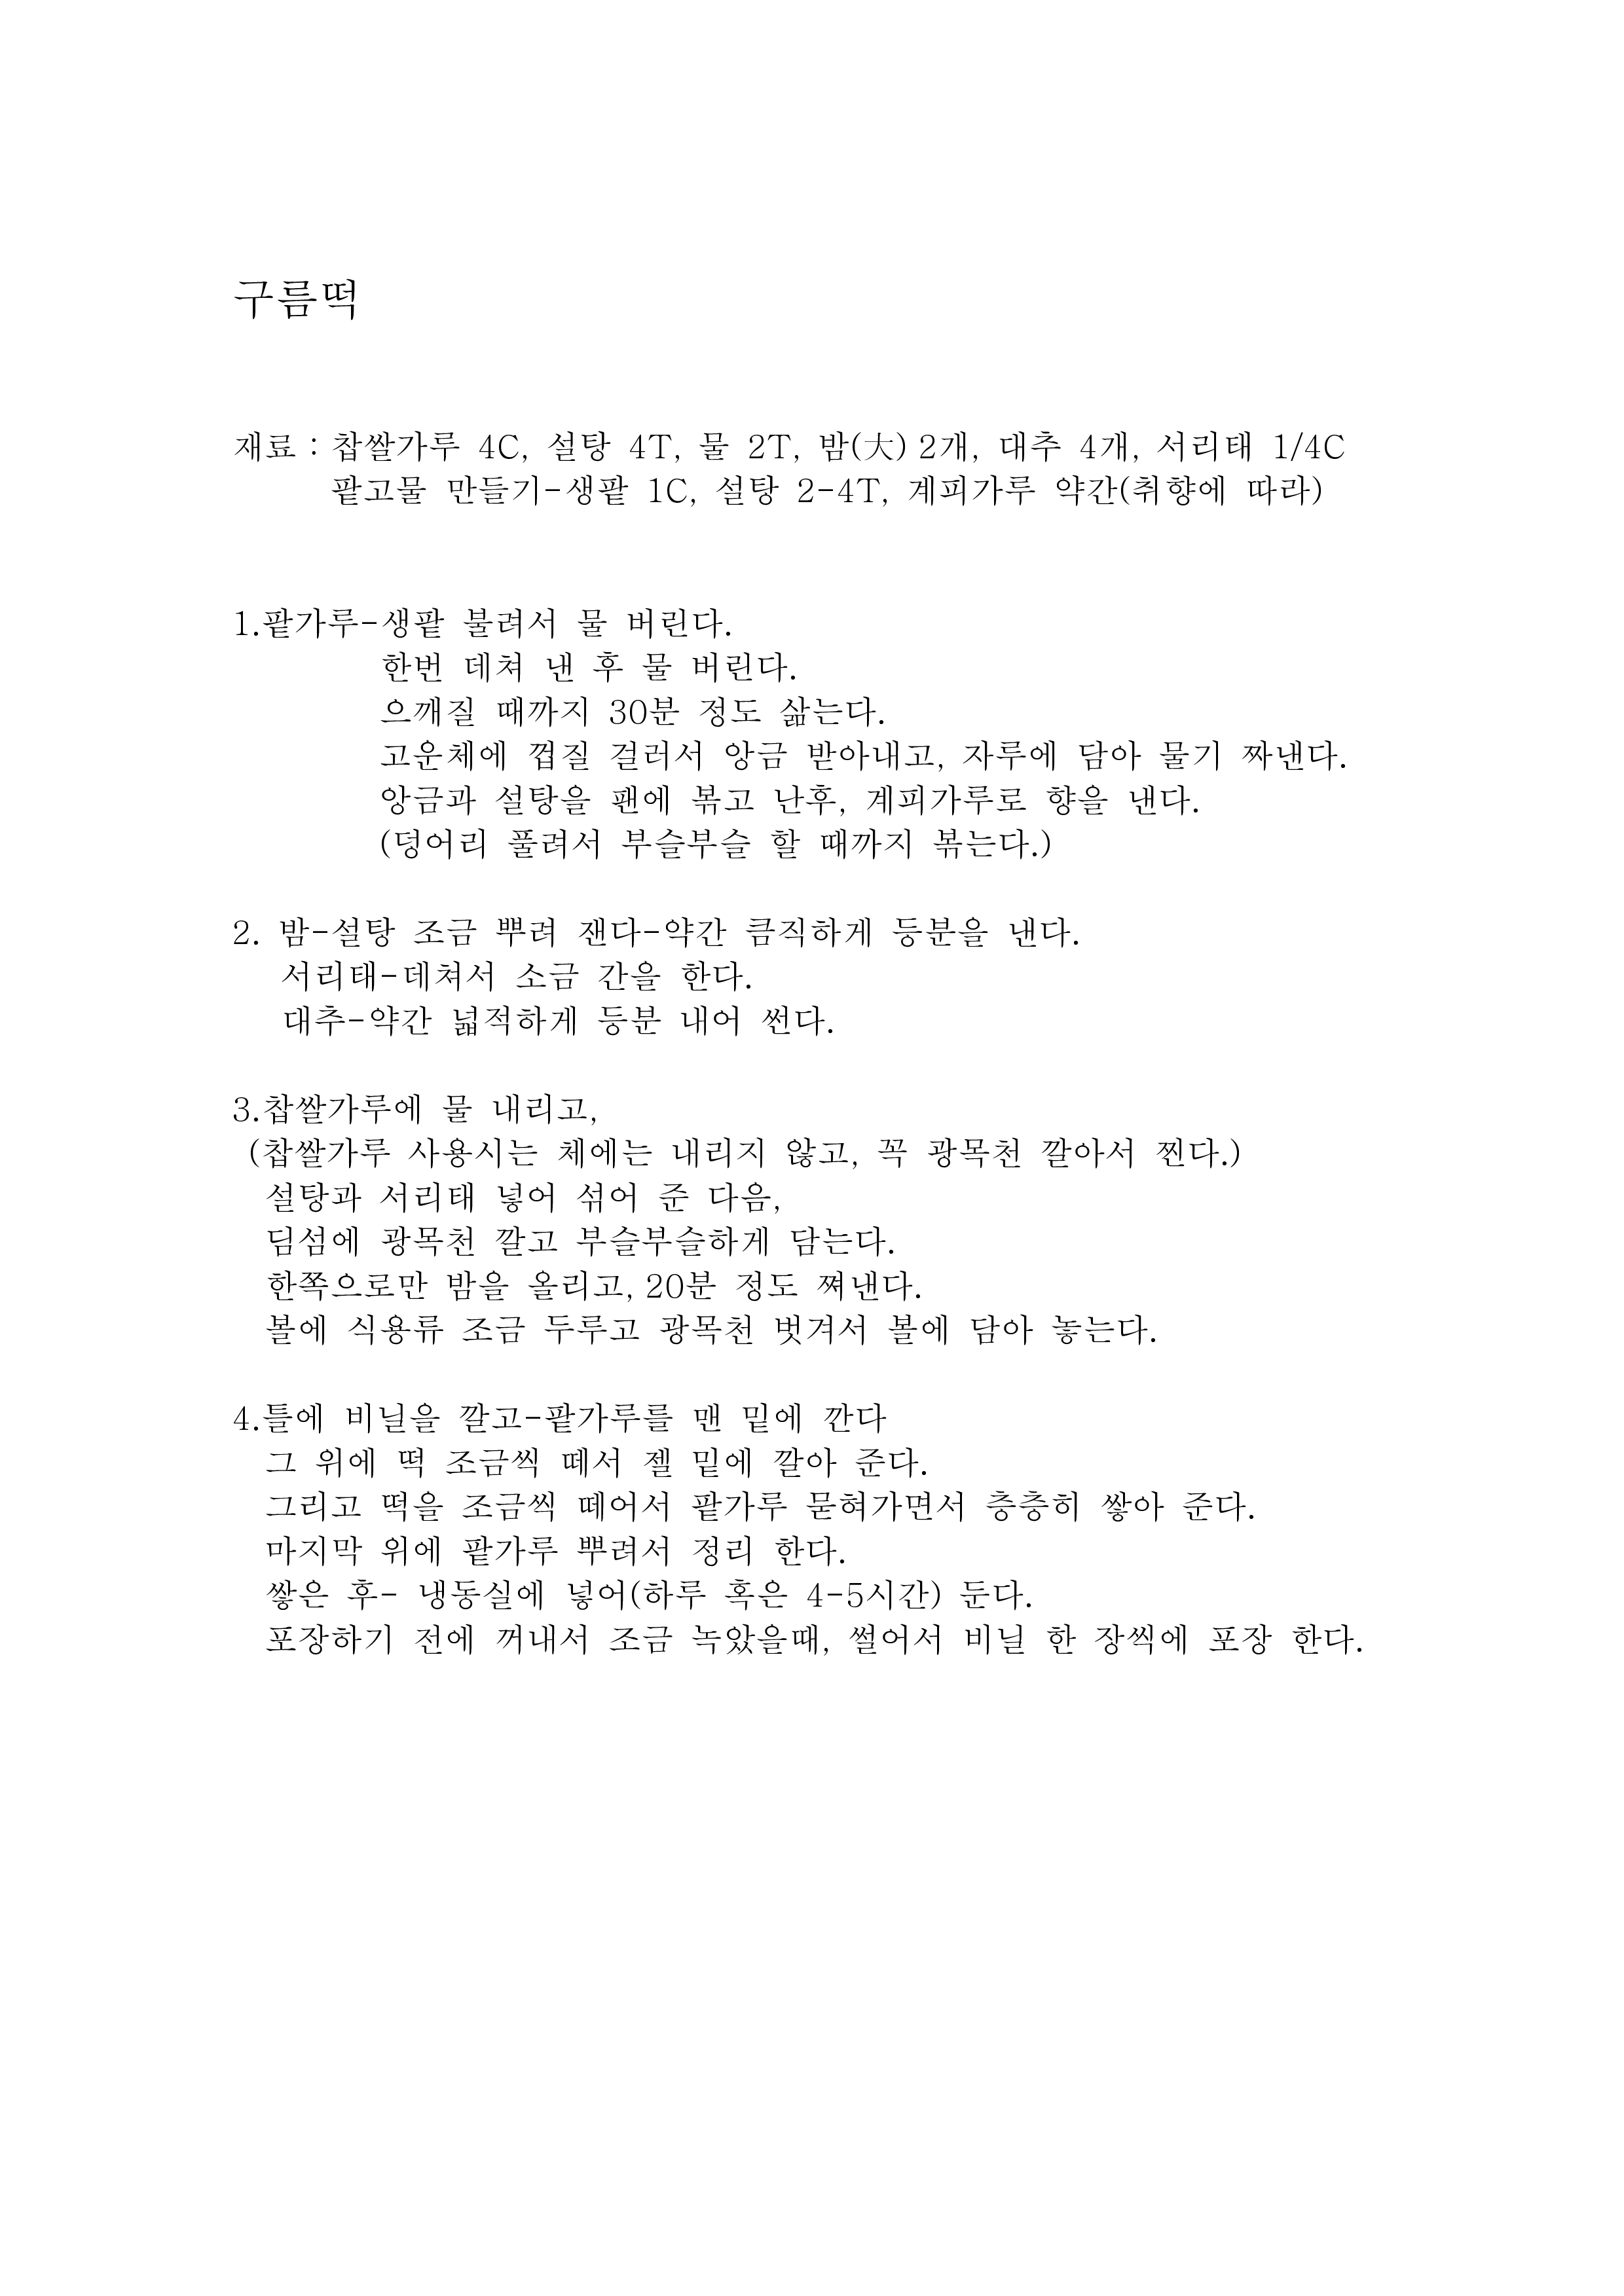 구름떡
재료 : 찹쌀가루 4C, 설탕 4T, 물 2T, 밤(大) 2개, 대추 4개, 서리태 1/4C
팥고물 만들기-생팥 1C, 설탕 2-4T, 계피가루 약간(취향에 따라)
1.팥가루-생팥 불려서 물 버린다.
한번 데쳐 낸 후 물 버린다.
으깨질 때까지 30분 정도 삶는다.
고운체에 껍질 걸러서 앙금 받아내고, 자루에 담아 물기 짜낸다.
앙금과 설탕을 팬에 볶고 난후, 계피가루로 향을 낸다.
(덩어리 풀려서 부슬부슬 할 때까지 볶는다.)
2. 밤-설탕 조금 뿌려 잰다-약간 큼직하게 등분을 낸다.
서리태-데쳐서 소금 간을 한다.
대추-약간 넓적하게 등분 내어 썬다.
3.찹쌀가루에 물 내리고,
(찹쌀가루 사용시는 체에는 내리지 않고, 꼭 광목천 깔아서 찐다.)
설탕과 서리태 넣어 섞어 준 다음,
딤섬에 광목천 깔고 부슬부슬하게 담는다.
한쪽으로만 밤을 올리고, 20분 정도 쪄낸다.
볼에 식용류 조금 두루고 광목천 벗겨서 볼에 담아 놓는다.
4.틀에 비닐을 깔고-팥가루를 맨 밑에 깐다
그 위에 떡 조금씩 떼서 젤 밑에 깔아 준다.
그리고 떡을 조금씩 떼어서 팥가루 묻혀가면서 층층히 쌓아 준다.
마지막 위에 팥가루 뿌려서 정리 한다.
쌓은 후- 냉동실에 넣어(하루 혹은 4-5시간) 둔다.
포장하기 전에 꺼내서 조금 녹았을때, 썰어서 비닐 한 장씩에 포장 한다.